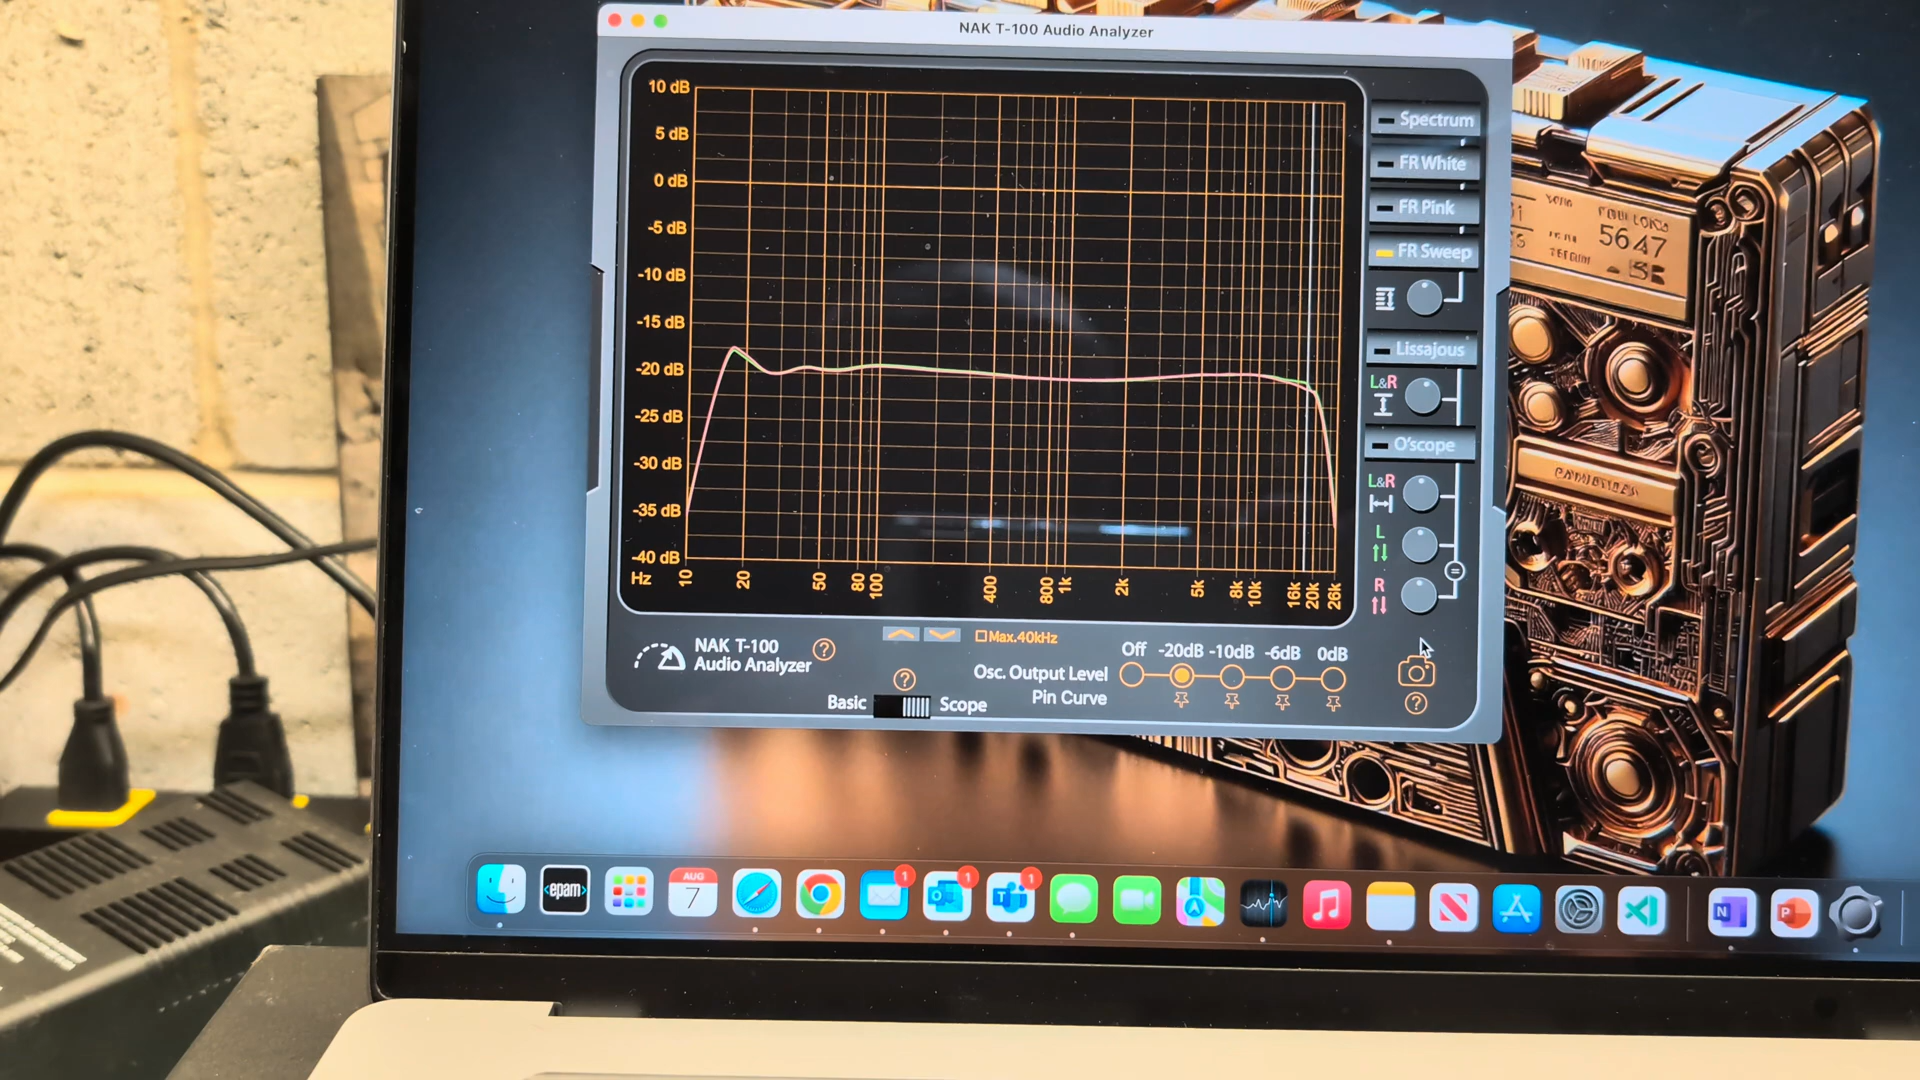 NAK T-100 Audio Analyzer
10 dB
5 dB
0 dB
-5 dB
-10 dB
-15 dB
-20 dB
-25 dB
-30 dB
-35 dB
-40 dB
Hz 10 20 50 80 100 400 800 1k 2k 5k 8k 10k 16k 20k 26k
Spectrum
FR White
FR Pink
FR Sweep
Lissajous
L&R
O'scope
L&R
L
R
NAK T-100
Audio Analyzer
?
Max.40kHz
?
Basic
Scope
Off -20dB -10dB -6dB 0dB
Osc. Output Level
Pin Curve
?
=
5647
<epam>
AUG
7
1
1
1
T
N
P